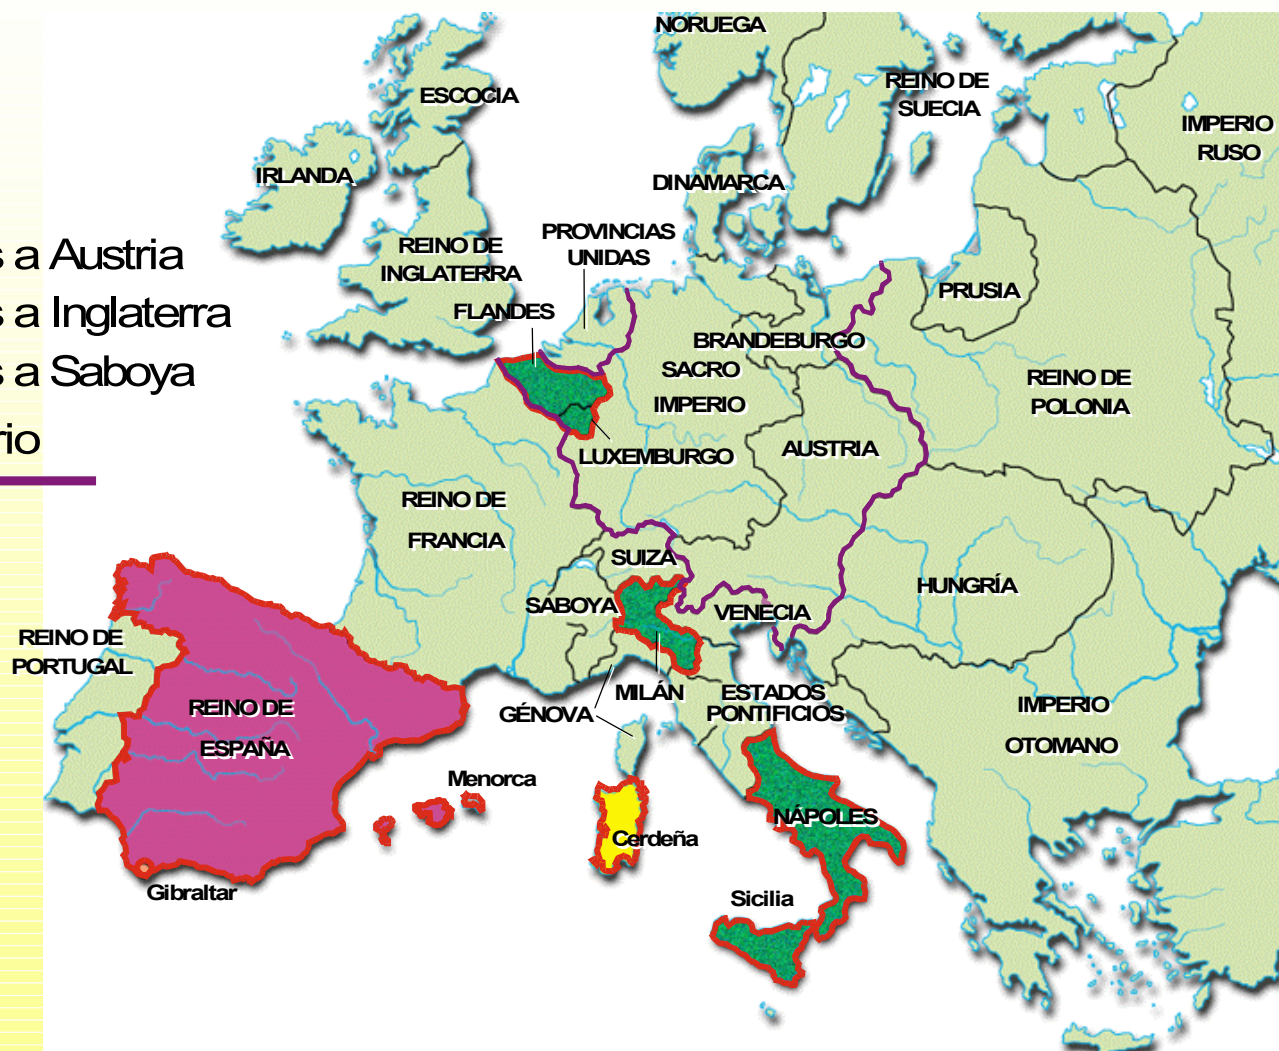 NORUEGA
ESCOCIA
REINO DE
SUECIA
IMPERIO
RUSO
IRLANDA
DINAMARCA
PROVINCIAS
UNIDAS
REINO DE
INGLATERRA
s a Austria
s a Inglaterra
s a Saboya
rio
FLANDES
PRUSIA
BRANDEBURGO
SACRO
IMPERIO
REINO DE
POLONIA
LUXEMBURGO
AUSTRIA
REINO DE
FRANCIA
SUIZA
HUNGRÍA
SABOYA
VENECIA
REINO DE
PORTUGAL
REINO DE
ESPAÑA
MILÁN
GÉNOVA
ESTADOS
PONTIFICIOS
IMPERIO
OTOMANO
Menorca
NÁPOLES
Cerdeña
Gibraltar
Sicilia